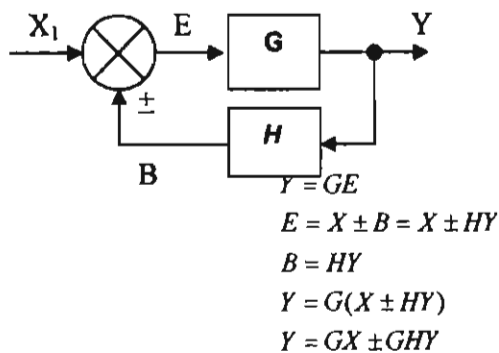 X₁ E G Y
±
H
B
Y = GE
E = X ± B = X ± HY
B = HY
Y = G(X ± HY)
Y = GX ± GHY